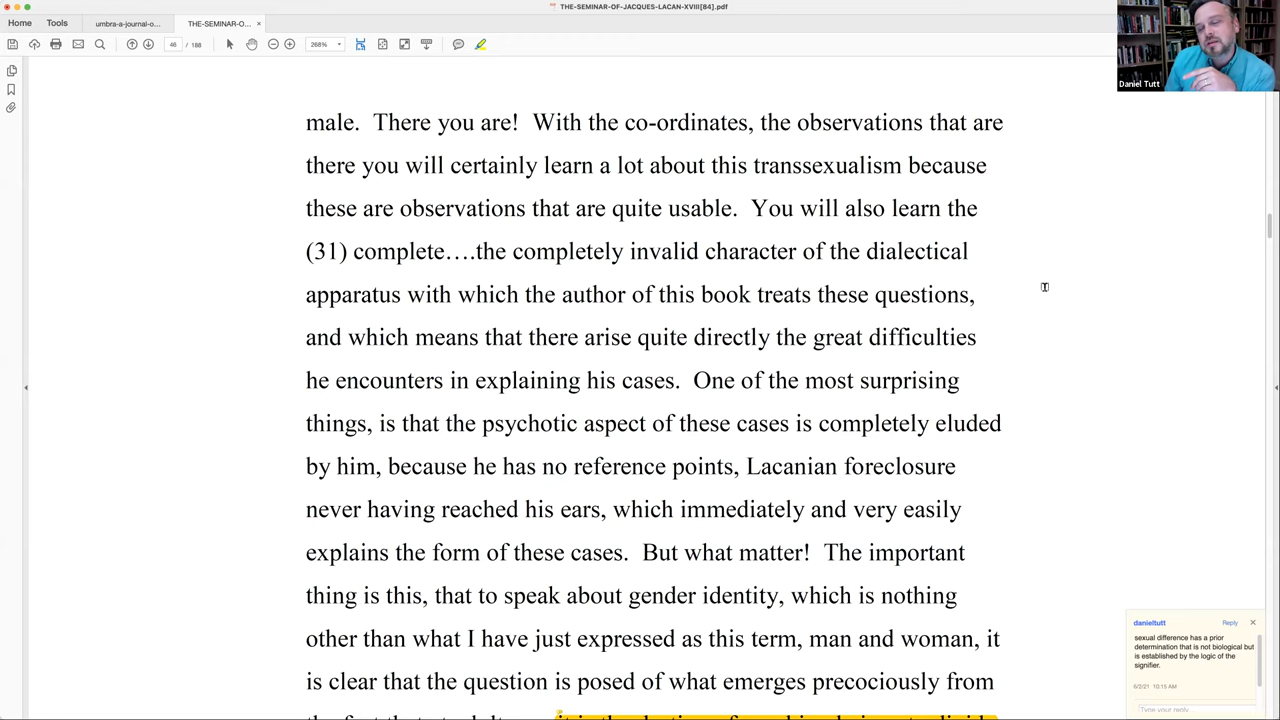 THE-SEMINAR-OF-JACQUES-LACAN-XVIII[84].pdf
Home
Tools
umbra-a-journal-o...
THE-SEMINAR-O...
46 / 188
268%
Daniel Tutt
male. There you are! With the co-ordinates, the observations that are
there you will certainly learn a lot about this transsexualism because
these are observations that are quite usable. You will also learn the
(31) complete….the completely invalid character of the dialectical
apparatus with which the author of this book treats these questions,
and which means that there arise quite directly the great difficulties
he encounters in explaining his cases. One of the most surprising
things, is that the psychotic aspect of these cases is completely eluded
by him, because he has no reference points, Lacanian foreclosure
never having reached his ears, which immediately and very easily
explains the form of these cases. But what matter! The important
thing is this, that to speak about gender identity, which is nothing
other than what I have just expressed as this term, man and woman, it
is clear that the question is posed of what emerges precociously from
danieltutt
Reply
sexual difference has a prior
determination that is not biological but
is established by the logic of the
signifier.
6/2/21 10:15 AM
Type your reply...